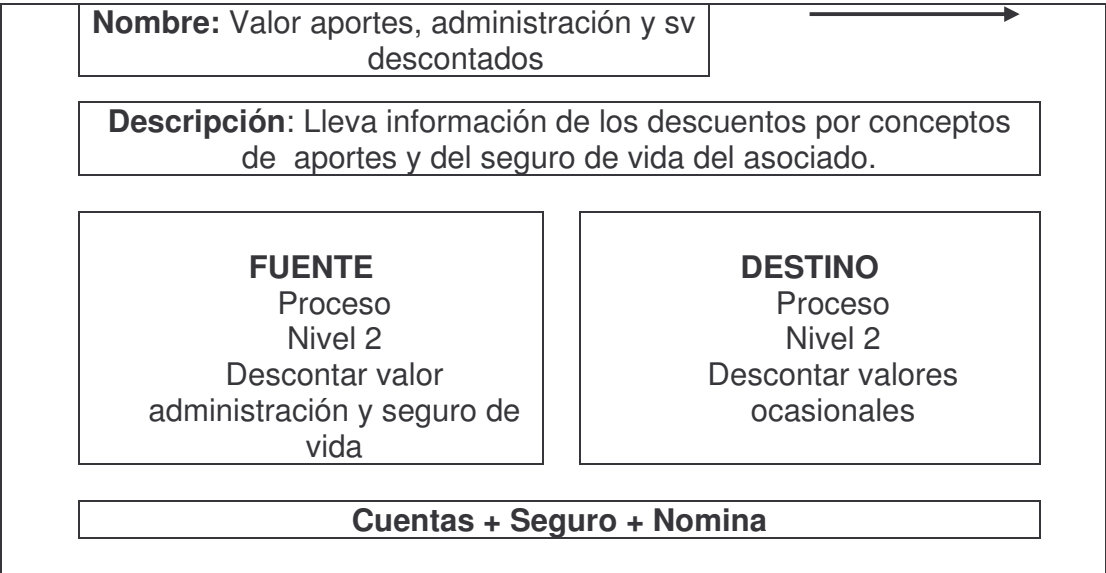 Nombre: Valor aportes, administración y sv
descontados
Descripción: Lleva información de los descuentos por conceptos
de aportes y del seguro de vida del asociado.
FUENTE
Proceso
Nivel 2
Descontar valor
administración y seguro de
vida
DESTINO
Proceso
Nivel 2
Descontar valores
ocasionales
Cuentas + Seguro + Nomina